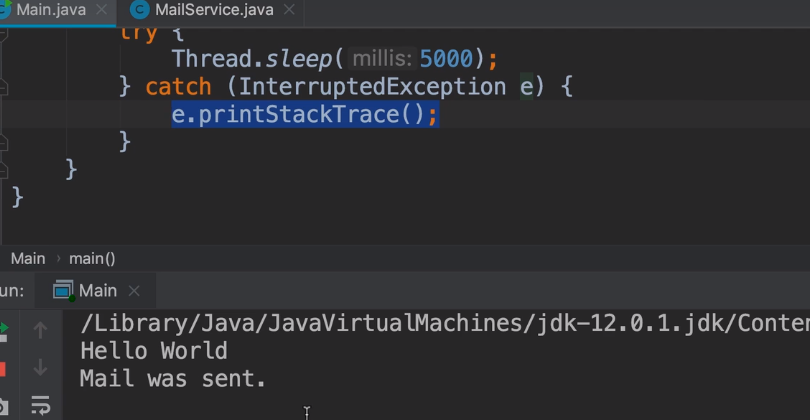 Main.java
MailService.java
try {
Thread.sleep( millis: 5000);
} catch (InterruptedException e) {
e.printStackTrace();
}
}
}
Main › main()
un:
Main
/Library/Java/JavaVirtualMachines/jdk-12.0.1.jdk/Conten
Hello World
Mail was sent.